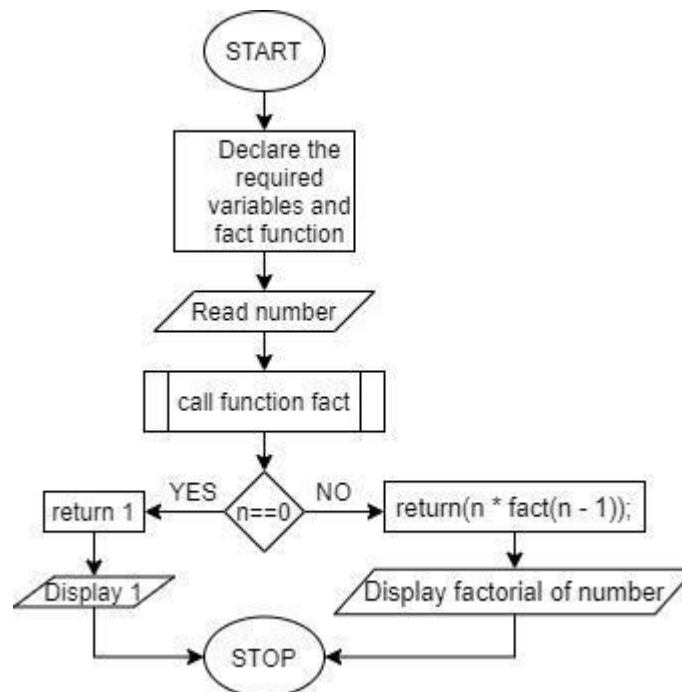 START
Declare the
required
variables and
fact function
Read number
call function fact
YES
n==0
NO
return 1
return(n * fact(n - 1));
Display 1
Display factorial of number
STOP